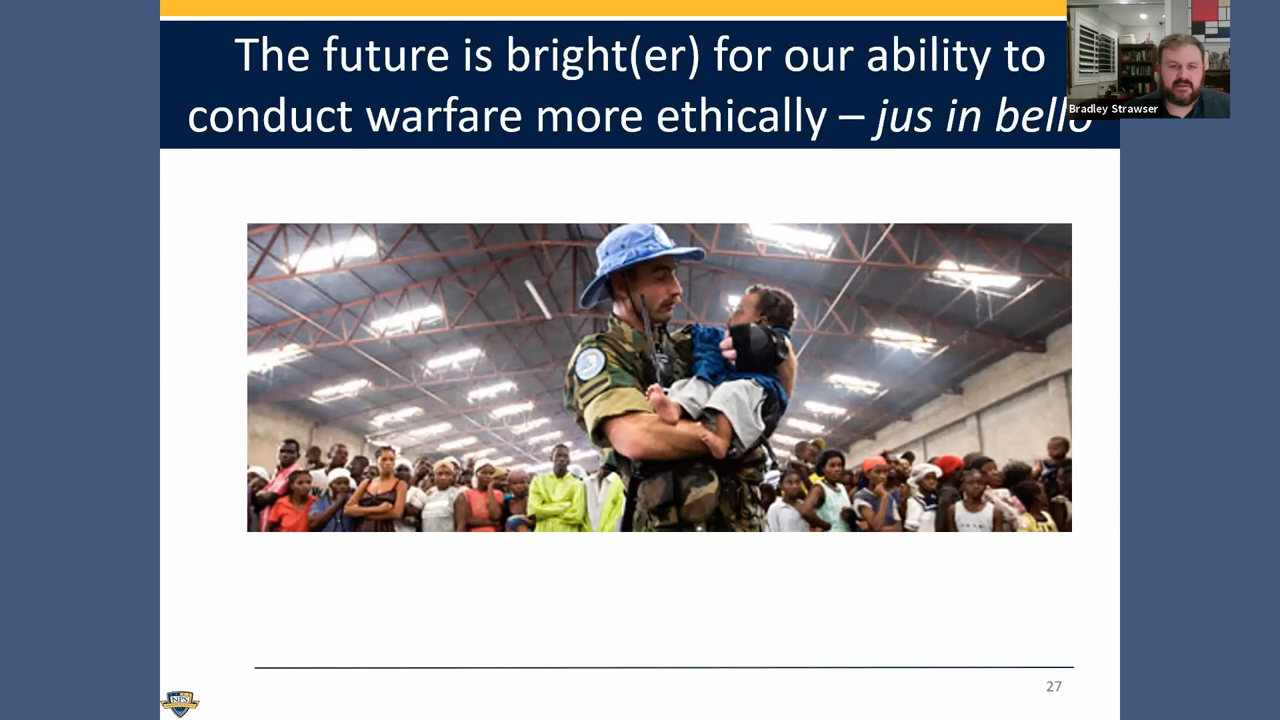 The future is bright(er) for our ability to
conduct warfare more ethically – jus in bello
Bradley Strawser
27
NPS